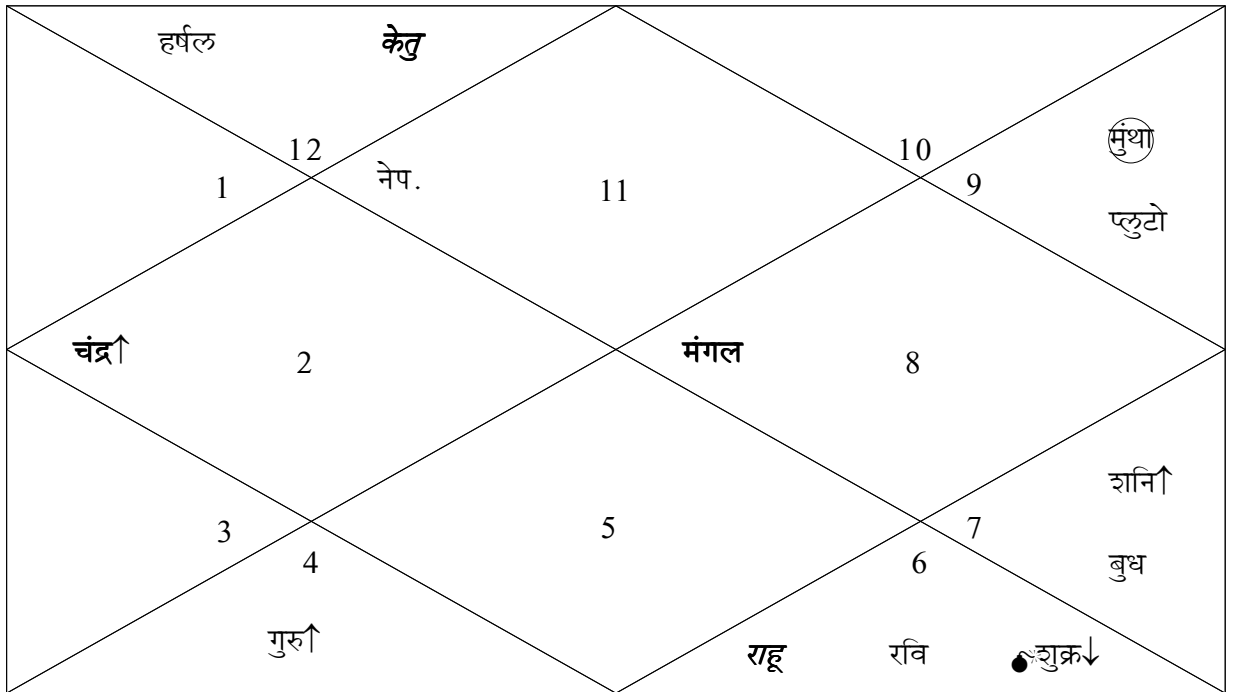 हर्षल केतु
मुंथा
12 10
नेप.
1 11 9
प्लुटो
चंद्र↑ मंगल
2 8
शनि↑
3 5 7
4 6 बुध
गुरु↑
राहू रवि शुक्र↓